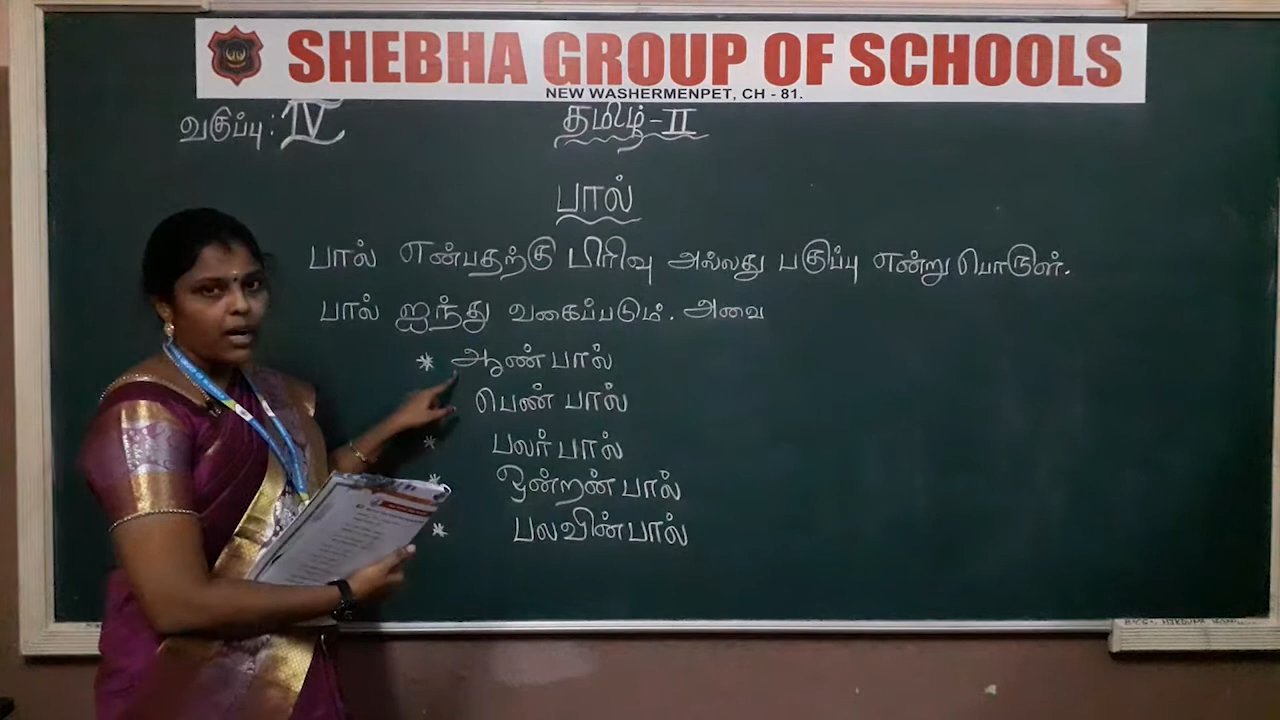 SHEBHA GROUP OF SCHOOLS
NEW WASHERMENPET, CH - 81.
வகுப்பு : IV
தமிழ் - II
பால்
பால் என்பதற்கு பிரிவு அல்லது பகுப்பு என்று பொருள்.
பால் ஐந்து வகைப்படும். அவை
* ஆண் பால்
பெண் பால்
* பலர் பால்
* ஒன்றன் பால்
* பலவின்பால்